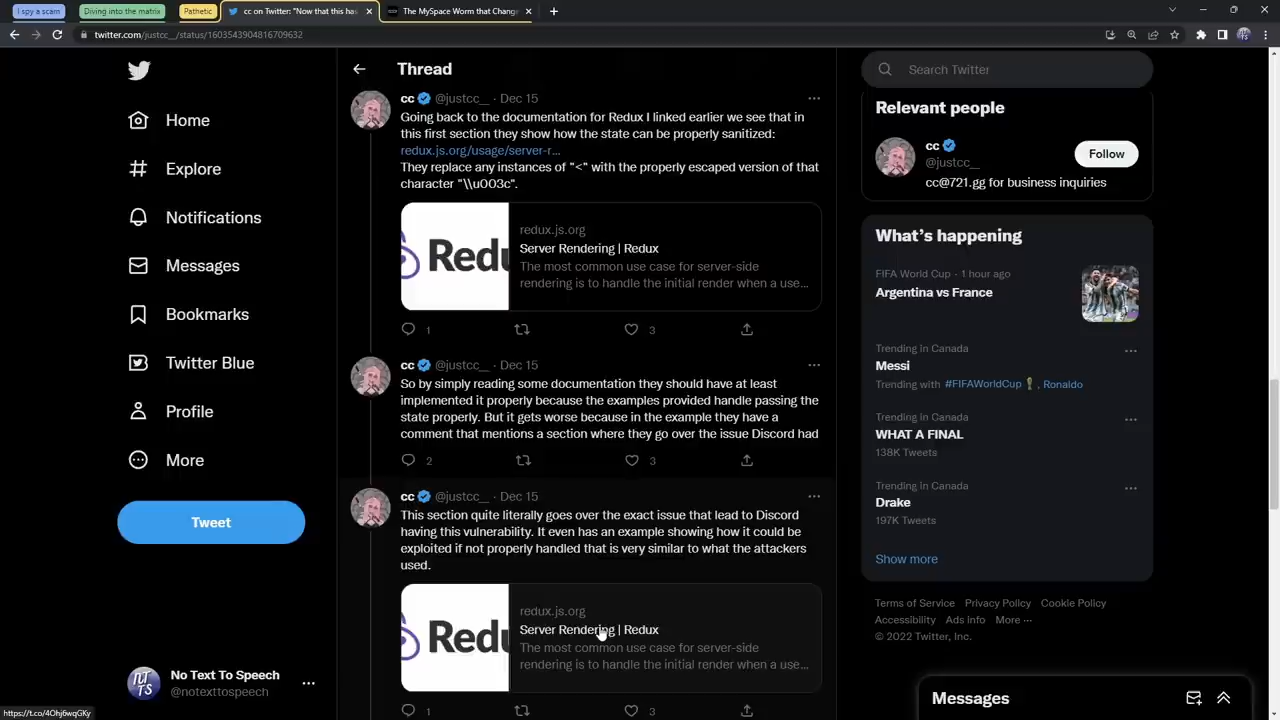 I spy a scam
Diving into the matrix
Pathetic
cc on Twitter: "Now that this has
The MySpace Worm that Change
twitter.com/justcc__/status/1603543904816709632
Home
Explore
Notifications
Messages
Bookmarks
Twitter Blue
Profile
More
Tweet
No Text To Speech
@notexttospeech
https://t.co/4Ohj6wqGKy
Thread
cc @justcc__ · Dec 15
Going back to the documentation for Redux I linked earlier we see that in
this first section they show how the state can be properly sanitized:
redux.js.org/usage/server-r…
They replace any instances of "<" with the properly escaped version of that
character "\\u003c".
Redu
redux.js.org
Server Rendering | Redux
The most common use case for server-side
rendering is to handle the initial render when a use...
1
3
cc @justcc__ · Dec 15
So by simply reading some documentation they should have at least
implemented it properly because the examples provided handle passing the
state properly. But it gets worse because in the example they have a
comment that mentions a section where they go over the issue Discord had
2
3
cc @justcc__ · Dec 15
This section quite literally goes over the exact issue that lead to Discord
having this vulnerability. It even has an example showing how it could be
exploited if not properly handled that is very similar to what the attackers
used.
Redu
redux.js.org
Server Rendering | Redux
The most common use case for server-side
rendering is to handle the initial render when a use...
1
3
Search Twitter
Relevant people
cc
@justcc__
Follow
cc@721.gg for business inquiries
What's happening
FIFA World Cup · 1 hour ago
Argentina vs France
Trending in Canada
Messi
Trending with #FIFAWorldCup , Ronaldo
Trending in Canada
WHAT A FINAL
138K Tweets
Trending in Canada
Drake
197K Tweets
Show more
Terms of Service Privacy Policy Cookie Policy
Accessibility Ads info More ···
© 2022 Twitter, Inc.
Messages